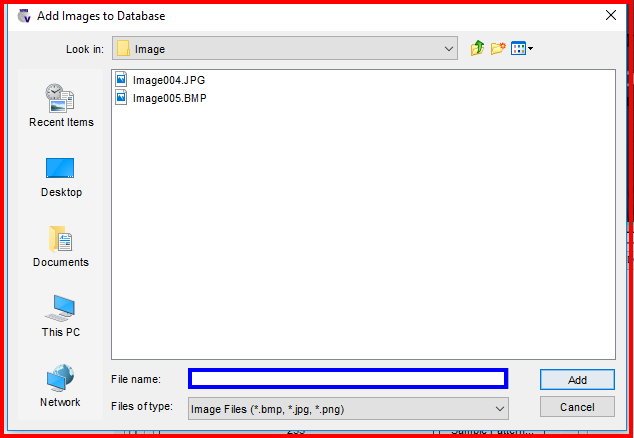 Add Images to Database
Look in: Image
Image004.JPG
Image005.BMP
Recent Items
Desktop
Documents
This PC
Network
File name:
Add
Files of type: Image Files (*.bmp, *.jpg, *.png)
Cancel